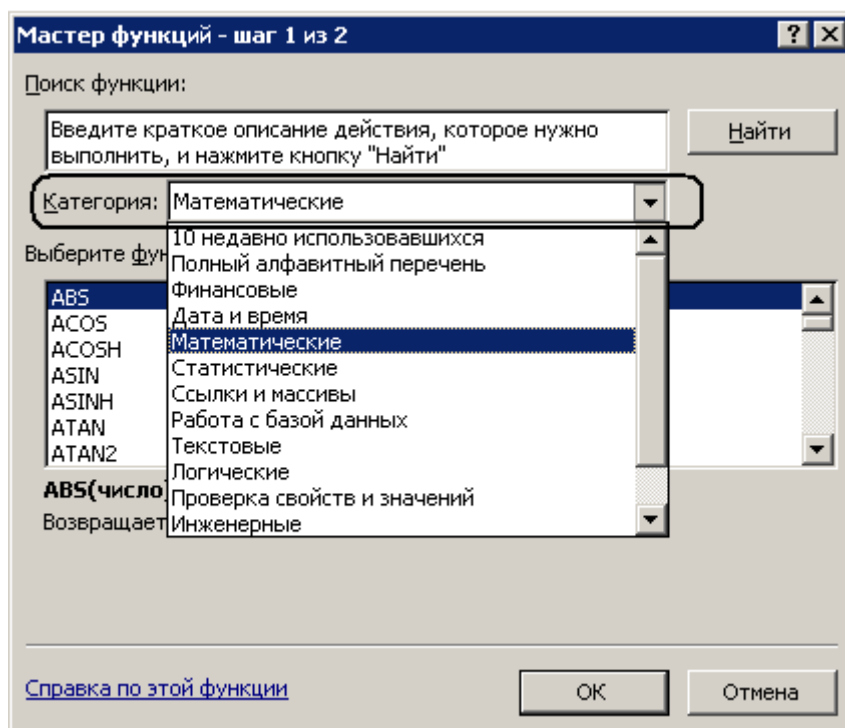 Мастер функций - шаг 1 из 2
Поиск функции:
Введите краткое описание действия, которое нужно
выполнить, и нажмите кнопку "Найти"
Найти
Категория: Математические
10 недавно использовавшихся
Выберите
Полный алфавитный перечень
Финансовые
Дата и время
Математические
Статистические
Ссылки и массивы
Работа с базой данных
Текстовые
Логические
Проверка свойств и значений
Инженерные
ABS
ACOS
ACOSH
ASIN
ASINH
ATAN
ATAN2
ABS(число)
Возвращает
Справка по этой функции
ОК
Отмена